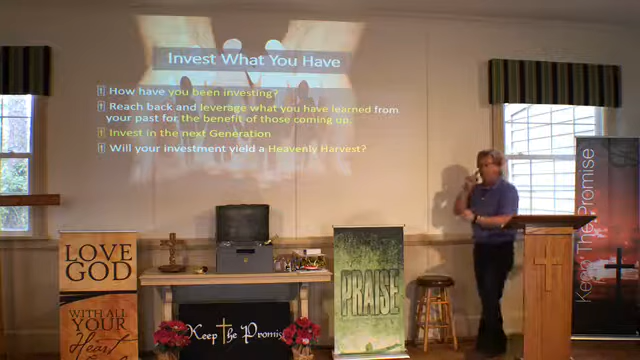 Invest What You Have
How have you been investing?
Reach back and leverage what you have learned from
your past for the benefit of those coming up.
Invest in the next Generation
Will your investment yield a Heavenly Harvest?
LOVE
GOD
WITH ALL
YOUR
Heart
Keep the Promise
PRAISE
Keep The Promise